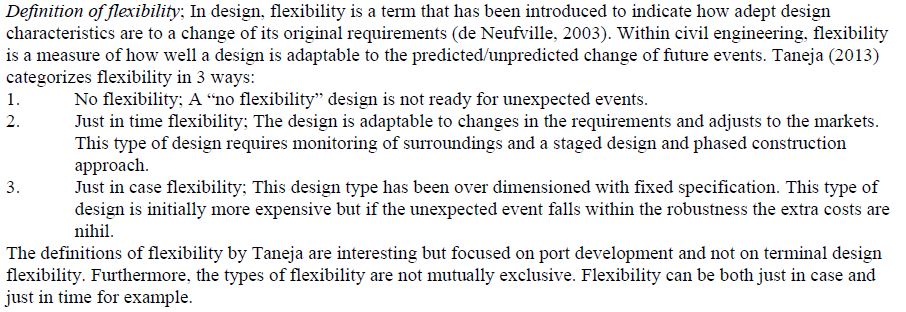 Definition of flexibility; In design, flexibility is a term that has been introduced to indicate how adept design
characteristics are to a change of its original requirements (de Neufville, 2003). Within civil engineering, flexibility
is a measure of how well a design is adaptable to the predicted/unpredicted change of future events. Taneja (2013)
categorizes flexibility in 3 ways:
1. No flexibility; A “no flexibility” design is not ready for unexpected events.
2. Just in time flexibility; The design is adaptable to changes in the requirements and adjusts to the markets.
This type of design requires monitoring of surroundings and a staged design and phased construction
approach.
3. Just in case flexibility; This design type has been over dimensioned with fixed specification. This type of
design is initially more expensive but if the unexpected event falls within the robustness the extra costs are
nihil.
The definitions of flexibility by Taneja are interesting but focused on port development and not on terminal design
flexibility. Furthermore, the types of flexibility are not mutually exclusive. Flexibility can be both just in case and
just in time for example.